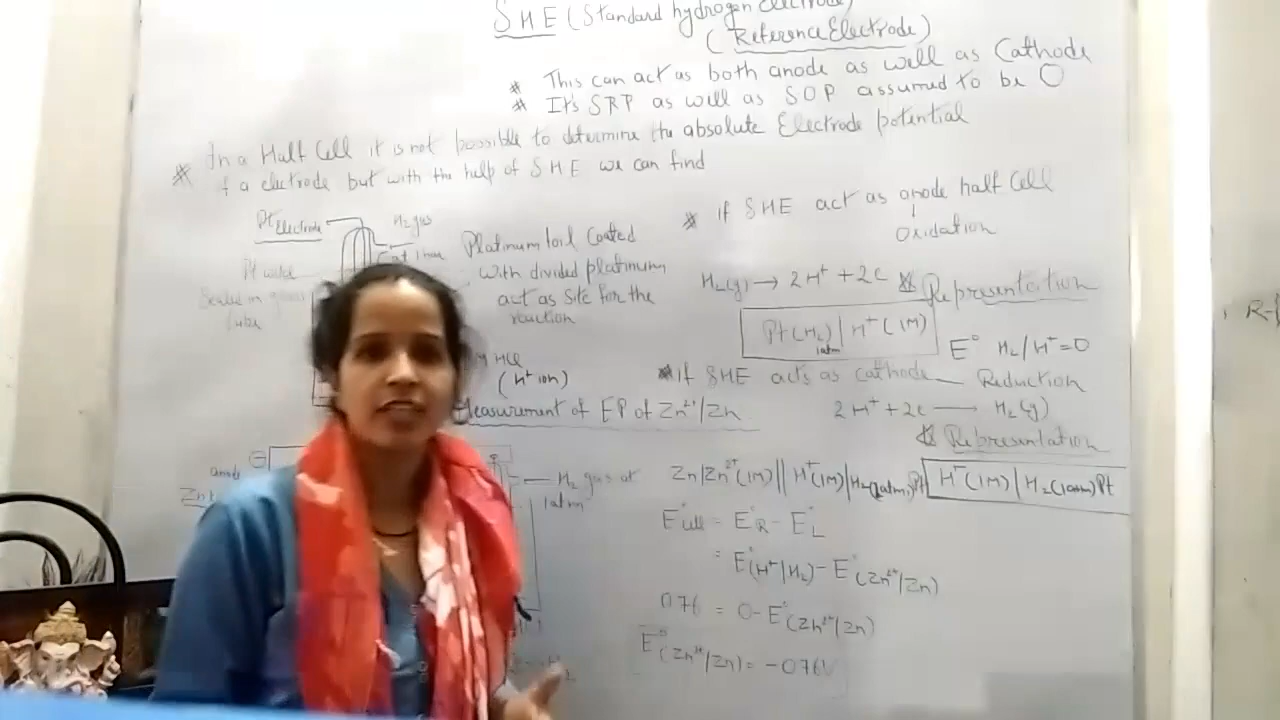 SHE (Standard hydrogen Electrode)
(Reference Electrode)
* This can act as both anode as well as Cathode
* It's SRP as well as SOP assumed to be 0
* In a Half Cell it is not possible to determine the absolute Electrode potential
of a electrode but with the help of SHE we can find
Pt Electrode
H2 gas
at 1 atm
Pt wire
Sealed in glass
tube
Platinum foil Coated
with divided platinum
act as site for the
reaction
HCl
(H+ ion)
* if SHE act as anode half Cell
Oxidation
H2(g) → 2H+ + 2e
* Representation
Pt(H2) | H+(1M)
1atm
E° H2/H+ = 0
* if SHE acts as cathode — Reduction
2H+ + 2e → H2(g)
* Representation
H+(1M) | H2(1atm) Pt
Measurement of EP of Zn2+/Zn
anode
H2 gas at
1atm
Zn|Zn2+(1M) || H+(1M)|H2(1atm)Pt
E°cell = E°R - E°L
= E°(H+|H2) - E°(Zn2+/Zn)
0.76 = 0 - E°(Zn2+/Zn)
E°(Zn2+/Zn) = -0.76V